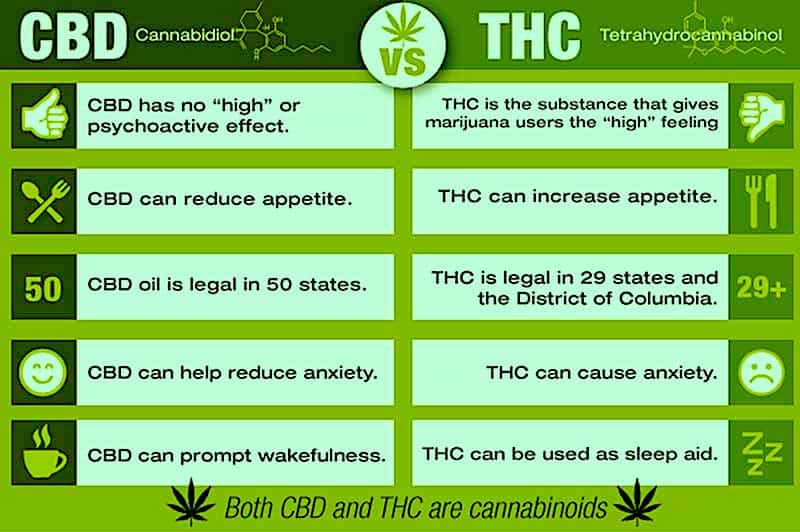 CBD Cannabidiol
VS
THC Tetrahydrocannabinol
CBD has no “high” or
psychoactive effect.
THC is the substance that gives
marijuana users the “high” feeling
CBD can reduce appetite.
THC can increase appetite.
50
CBD oil is legal in 50 states.
THC is legal in 29 states and
the District of Columbia.
29+
CBD can help reduce anxiety.
THC can cause anxiety.
CBD can prompt wakefulness.
THC can be used as sleep aid.
ZZZ
Both CBD and THC are cannabinoids